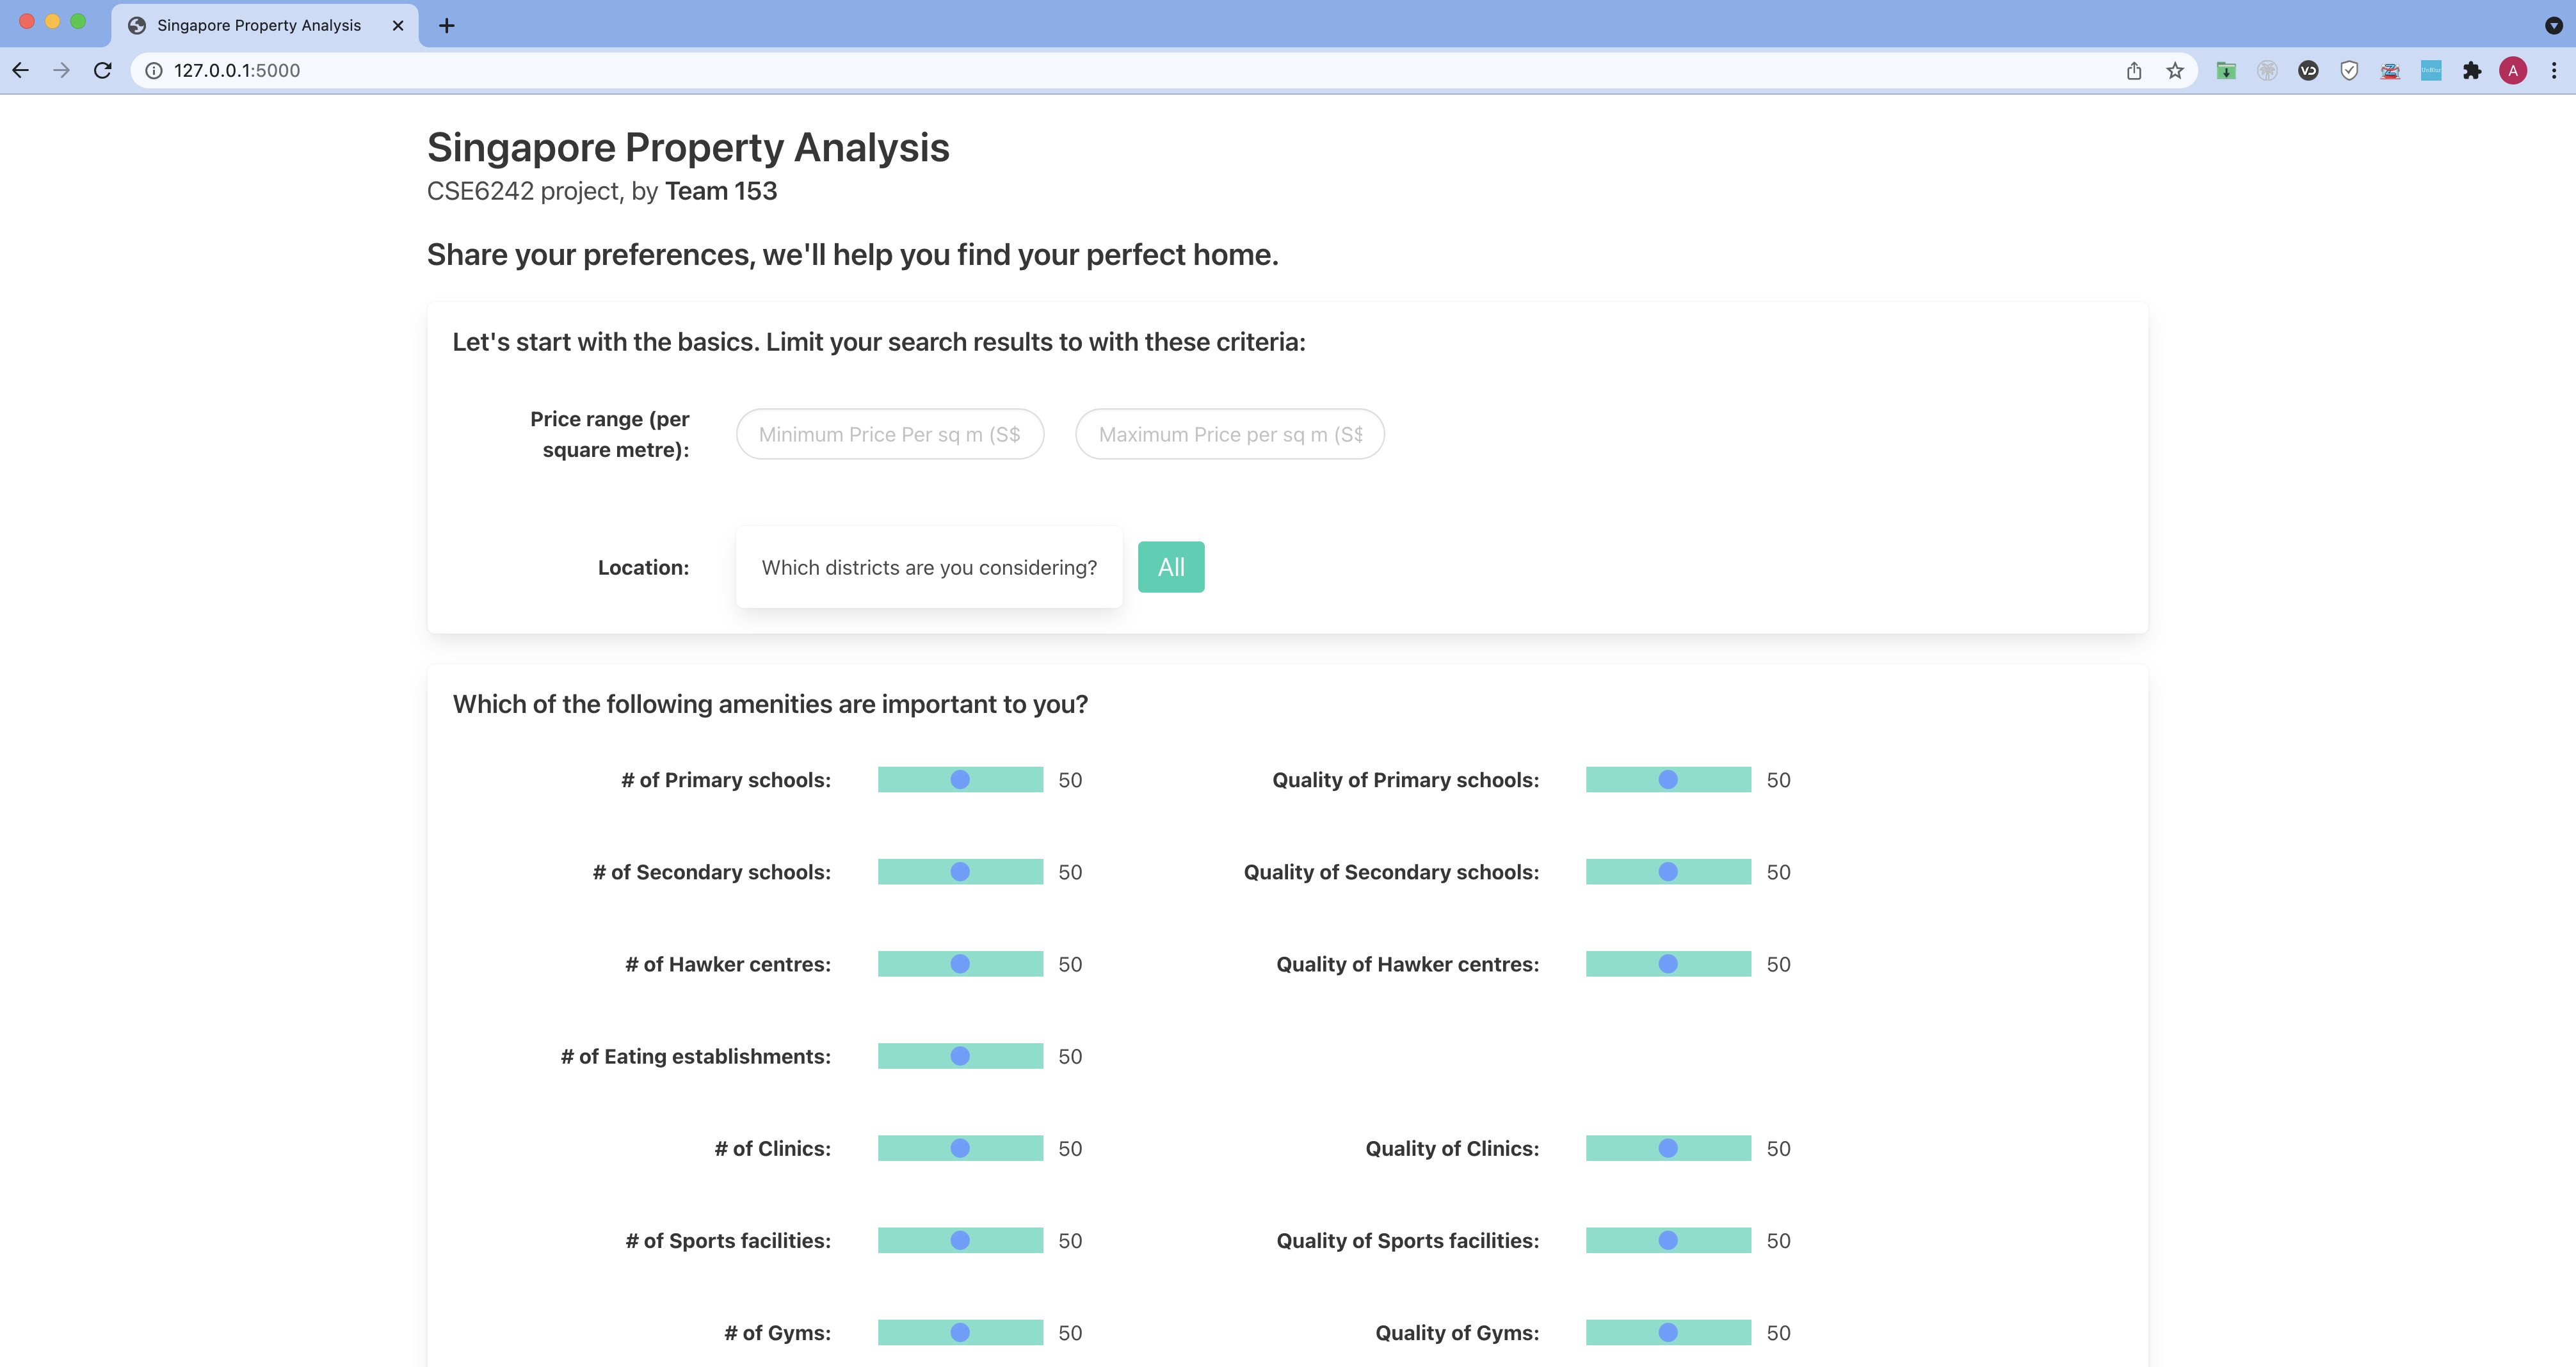 Singapore Property Analysis
127.0.0.1:5000
A
Singapore Property Analysis
CSE6242 project, by Team 153
Share your preferences, we'll help you find your perfect home.
Let's start with the basics. Limit your search results to with these criteria:
Price range (per
square metre):
Minimum Price Per sq m (S$
Maximum Price per sq m (S$
Location:
Which districts are you considering?
All
Which of the following amenities are important to you?
# of Primary schools: 50 Quality of Primary schools: 50
# of Secondary schools: 50 Quality of Secondary schools: 50
# of Hawker centres: 50 Quality of Hawker centres: 50
# of Eating establishments: 50
# of Clinics: 50 Quality of Clinics: 50
# of Sports facilities: 50 Quality of Sports facilities: 50
# of Gyms: 50 Quality of Gyms: 50